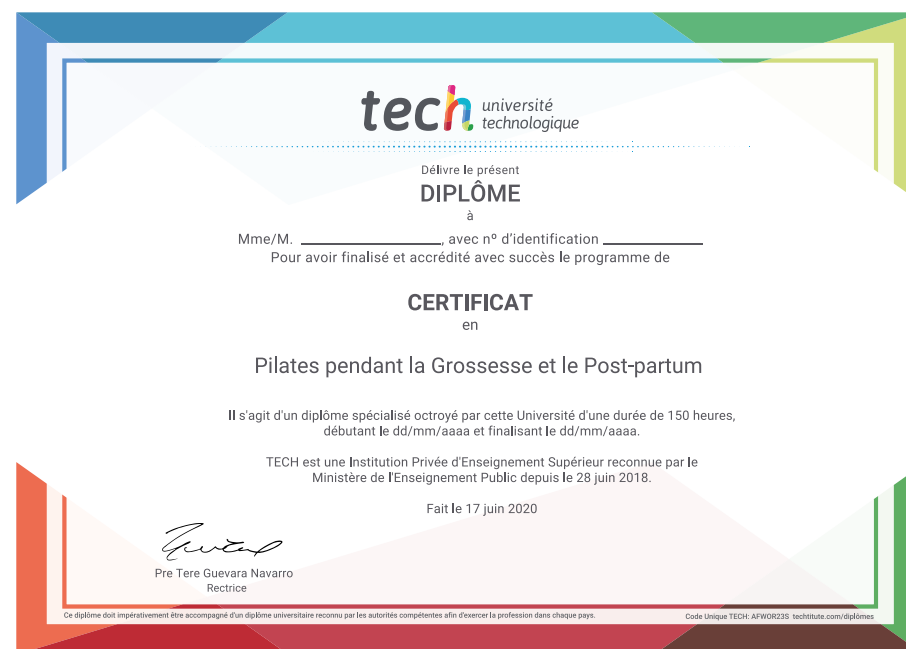 tech université
technologique
Délivre le présent
DIPLÔME
à
Mme/M. ____________________, avec nº d'identification ______________
Pour avoir finalisé et accrédité avec succès le programme de
CERTIFICAT
en
Pilates pendant la Grossesse et le Post-partum
Il s'agit d'un diplôme spécialisé octroyé par cette Université d'une durée de 150 heures,
débutant le dd/mm/aaaa et finalisant le dd/mm/aaaa.
TECH est une Institution Privée d'Enseignement Supérieur reconnue par le
Ministère de l'Enseignement Public depuis le 28 juin 2018.
Fait le 17 juin 2020
Pre Tere Guevara Navarro
Rectrice
Ce diplôme doit impérativement être accompagné d'un diplôme universitaire reconnu par les autorités compétentes afin d'exercer la profession dans chaque pays.
Code Unique TECH: AFWOR23S techtitute.com/diplômes